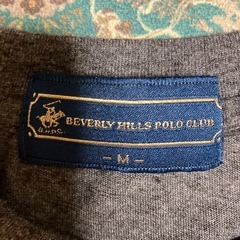 BEVERLY HILLS POLO CLUB
B.H.P.C.
- M -